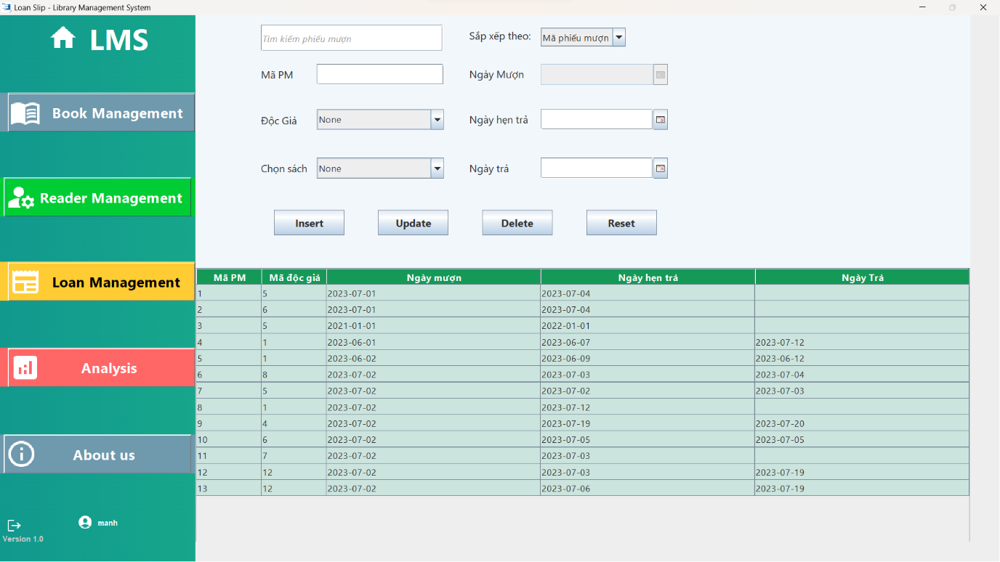 Loan Slip - Library Management System
LMS
Book Management
Reader Management
Loan Management
Analysis
About us
manh
Version 1.0
Tìm kiếm phiếu mượn
Sắp xếp theo: Mã phiếu mượn
Mã PM
Ngày Mượn
Độc Giả None
Ngày hẹn trả
Chọn sách None
Ngày trả
Insert Update Delete Reset
Mã PM Mã độc giả Ngày mượn Ngày hẹn trả Ngày Trả
1 5 2023-07-01 2023-07-04
2 6 2023-07-01 2023-07-04
3 5 2021-01-01 2022-01-01
4 1 2023-06-01 2023-06-07 2023-07-12
5 1 2023-06-02 2023-06-09 2023-06-12
6 8 2023-07-02 2023-07-03 2023-07-04
7 5 2023-07-02 2023-07-02 2023-07-03
8 1 2023-07-02 2023-07-12
9 4 2023-07-02 2023-07-19 2023-07-20
10 6 2023-07-02 2023-07-05 2023-07-05
11 7 2023-07-02 2023-07-03
12 12 2023-07-02 2023-07-03 2023-07-19
13 12 2023-07-02 2023-07-06 2023-07-19